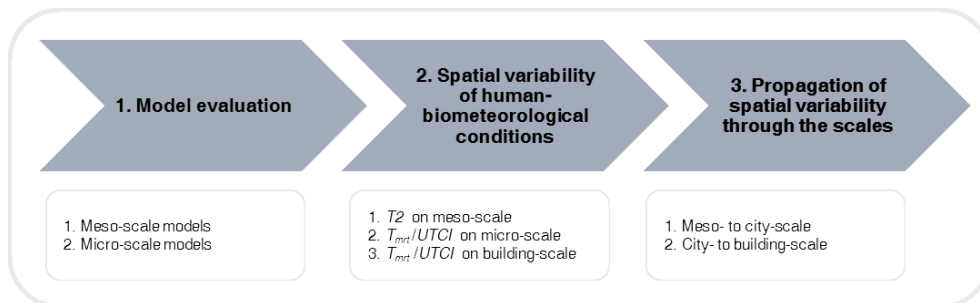 1. Model evaluation
2. Spatial variability
of human-
biometeorological
conditions
3. Propagation of
spatial variability
through the scales
1. Meso-scale models
2. Micro-scale models
1. T2 on meso-scale
2. Tmrt/UTCI on micro-scale
3. Tmrt/UTCI on building-scale
1. Meso- to city-scale
2. City- to building-scale